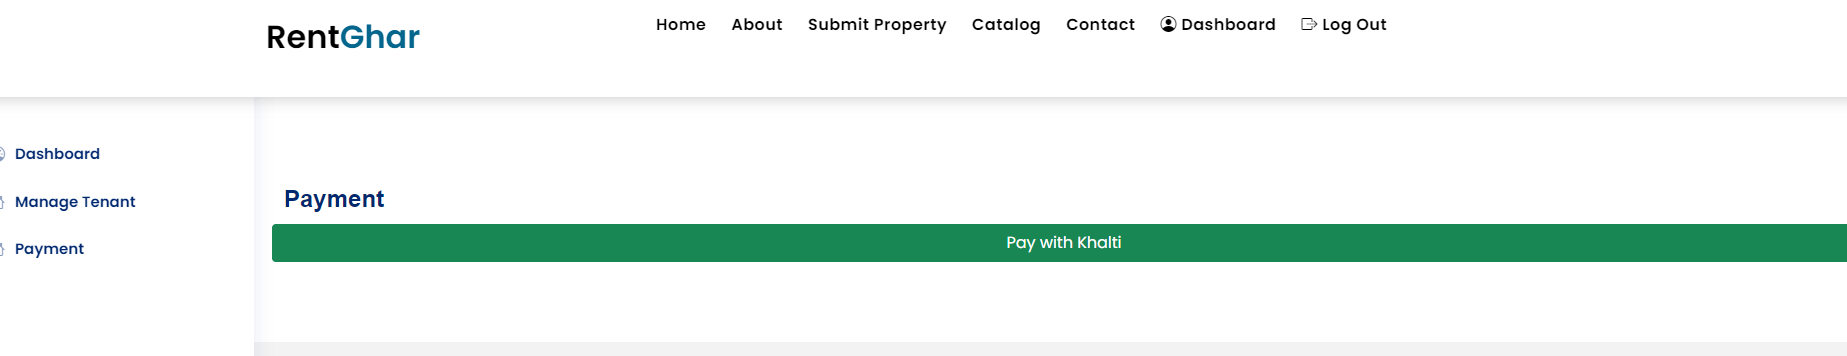 RentGhar
Home About Submit Property Catalog Contact Dashboard Log Out
Dashboard
Manage Tenant
Payment
Payment
Pay with Khalti